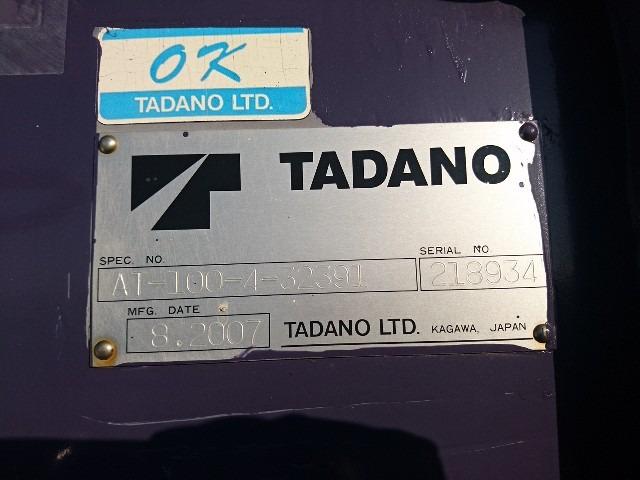 OK
TADANO LTD.
TADANO
SPEC. NO.
AT-100-4-32391
SERIAL NO.
218934
MFG. DATE
8.2007
TADANO LTD. KAGAWA, JAPAN